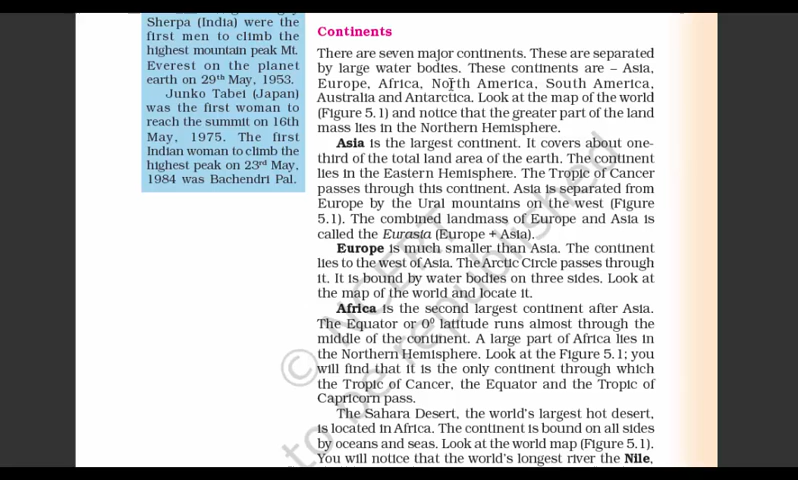 Sherpa (India) were the
first men to climb the
highest mountain peak Mt.
Everest on the planet
earth on 29th May, 1953.
Junko Tabei (Japan)
was the first woman to
reach the summit on 16th
May, 1975. The first
Indian woman to climb the
highest peak on 23rd May,
1984 was Bachendri Pal.
Continents
There are seven major continents. These are separated
by large water bodies. These continents are – Asia,
Europe, Africa, North America, South America,
Australia and Antarctica. Look at the map of the world
(Figure 5.1) and notice that the greater part of the land
mass lies in the Northern Hemisphere.
Asia is the largest continent. It covers about one-
third of the total land area of the earth. The continent
lies in the Eastern Hemisphere. The Tropic of Cancer
passes through this continent. Asia is separated from
Europe by the Ural mountains on the west (Figure
5.1). The combined landmass of Europe and Asia is
called the Eurasia (Europe + Asia).
Europe is much smaller than Asia. The continent
lies to the west of Asia. The Arctic Circle passes through
it. It is bound by water bodies on three sides. Look at
the map of the world and locate it.
Africa is the second largest continent after Asia.
The Equator or 0⁰ latitude runs almost through the
middle of the continent. A large part of Africa lies in
the Northern Hemisphere. Look at the Figure 5.1; you
will find that it is the only continent through which
the Tropic of Cancer, the Equator and the Tropic of
Capricorn pass.
The Sahara Desert, the world's largest hot desert,
is located in Africa. The continent is bound on all sides
by oceans and seas. Look at the world map (Figure 5.1).
You will notice that the world's longest river the Nile,
© NCERT
to be republished